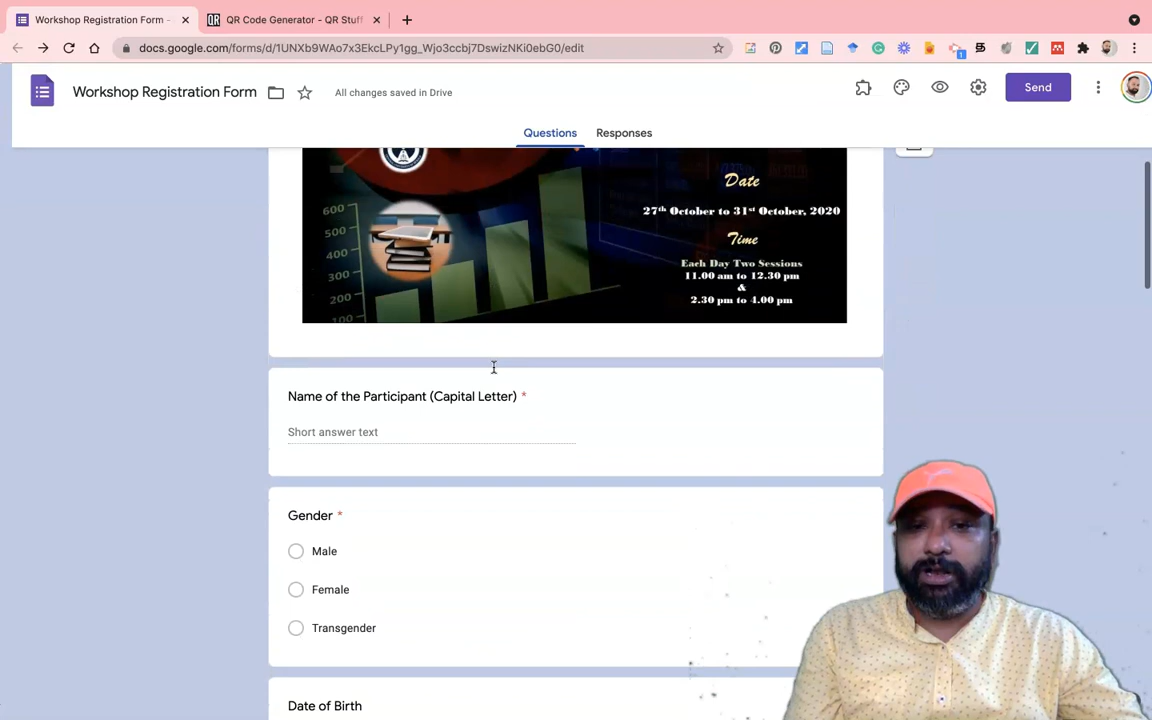 Workshop Registration Form -
QR QR Code Generator - QR Stuff
docs.google.com/forms/d/1UNXb9WAo7x3EkcLPy1gg_Wjo3ccbj7DswizNKi0ebG0/edit
Workshop Registration Form
All changes saved in Drive
Send
Questions
Responses
Date
27th October to 31st October, 2020
Time
Each Day Two Sessions
11.00 am to 12.30 pm
&
2.30 pm to 4.00 pm
600
500
400
300
200
100
Name of the Participant (Capital Letter) *
Short answer text
Gender *
Male
Female
Transgender
Date of Birth